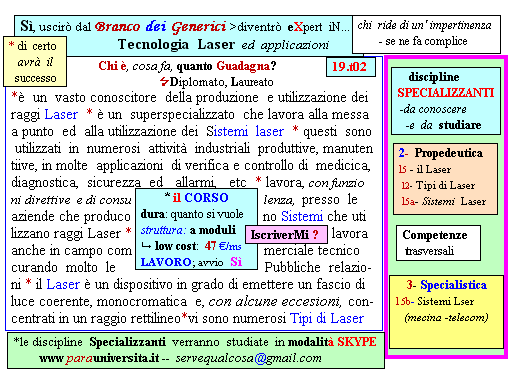 Sì, uscirò dal Branco dei Generici >diventrò eXpert iN...
Tecnologia Laser ed applicazioni
chi ride di un' impertinenza
- se ne fa complice
* di certo
avrà il
successo
Chi è, cosa fa, quanto Guadagna?
Diplomato, Laureato
19.i02
*è un vasto conoscitore della produzione e utilizzazione dei
raggi Laser * è un superspecializzato che lavora alla messa
a punto ed alla utilizzazione dei Sistemi laser * questi sono
utilizzati in numerosi attività industriali produttive, manuten
tiive, in molte applicazioni di verifica e controllo di medicica,
diagnostica, sicurezza ed allarmi, etc * lavora, con funzio
ni direttive e di consu lenza, presso le
aziende che produco no Sistemi che uti
lizzano raggi Laser * lavora
anche in campo com merciale tecnico
curando molto le Pubbliche relazio-
ni * il Laser è un dispositivo in grado di emettere un fascio di
luce coerente, monocromatica e, con alcune eccesioni, con-
centrati in un raggio rettilineo*vi sono numerosi Tipi di Laser
* il CORSO
dura: quanto si vuole
struttura: a moduli
↳ low cost: 47 €/ms
LAVORO; avvio Sì
IscriverMi ?
discipline
SPECIALIZZANTI
-da conoscere
-e da studiare
2- Propedeutica
15 - il Laser
12- Tipi di Laser
15a- Sistemi Laser
Competenze
trasversali
3- Specialistica
15b- Sistemi Lser
(mecina -telecom)
*le discipline Specializzanti verranno studiate in modalità SKYPE
www.parauniversita.it -- servequalcosa@gmail.com